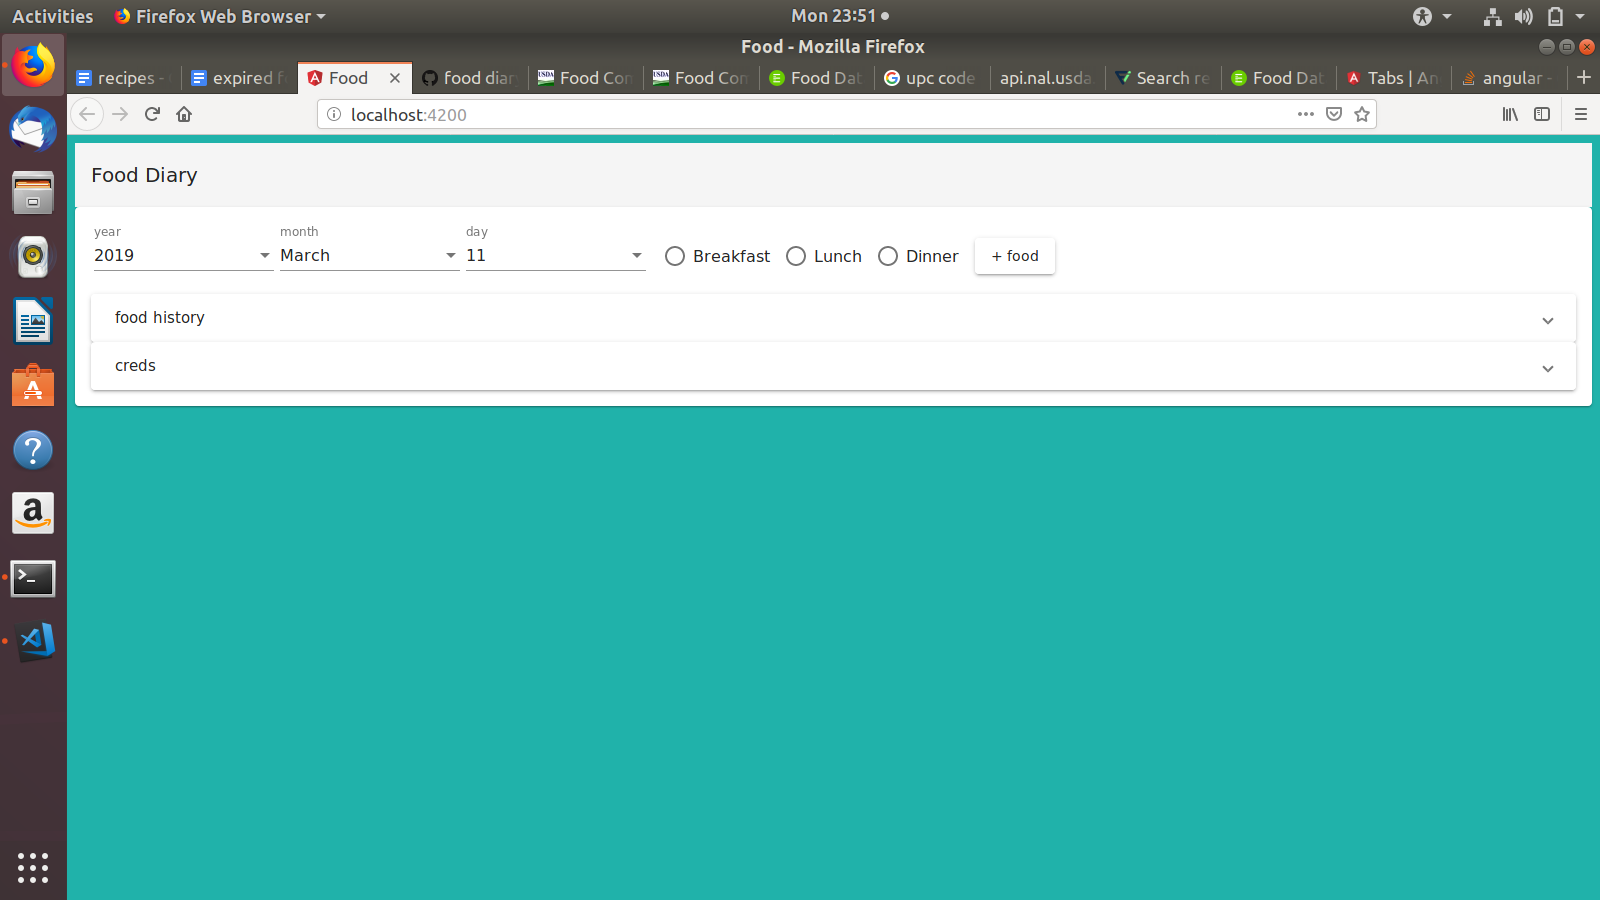 Activities Firefox Web Browser Mon 23:51
Food - Mozilla Firefox
recipes - expired f Food food diar USDA Food Con USDA Food Con Food Dat upc code api.nal.usda Search re Food Dat Tabs | An angular -
localhost:4200
Food Diary
year month day
2019 March 11 Breakfast Lunch Dinner + food
food history
creds